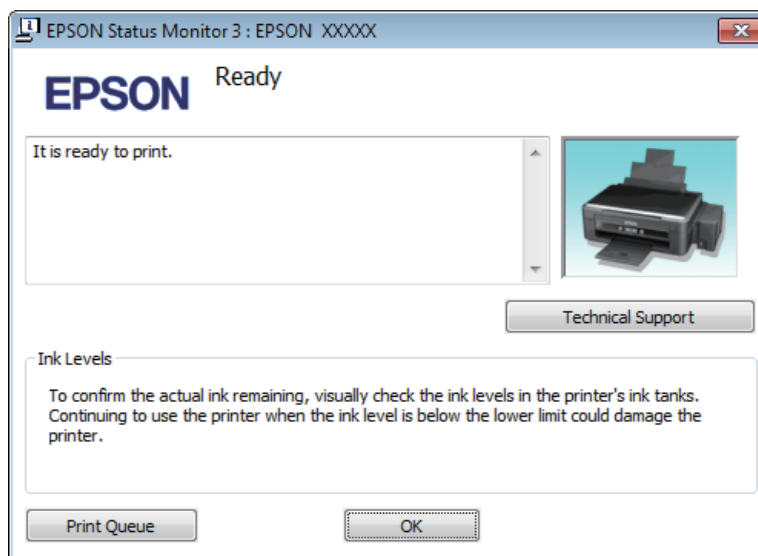 EPSON Status Monitor 3 : EPSON XXXXX
EPSON
Ready
It is ready to print.
Technical Support
Ink Levels
To confirm the actual ink remaining, visually check the ink levels in the printer's ink tanks.
Continuing to use the printer when the ink level is below the lower limit could damage the
printer.
Print Queue
OK